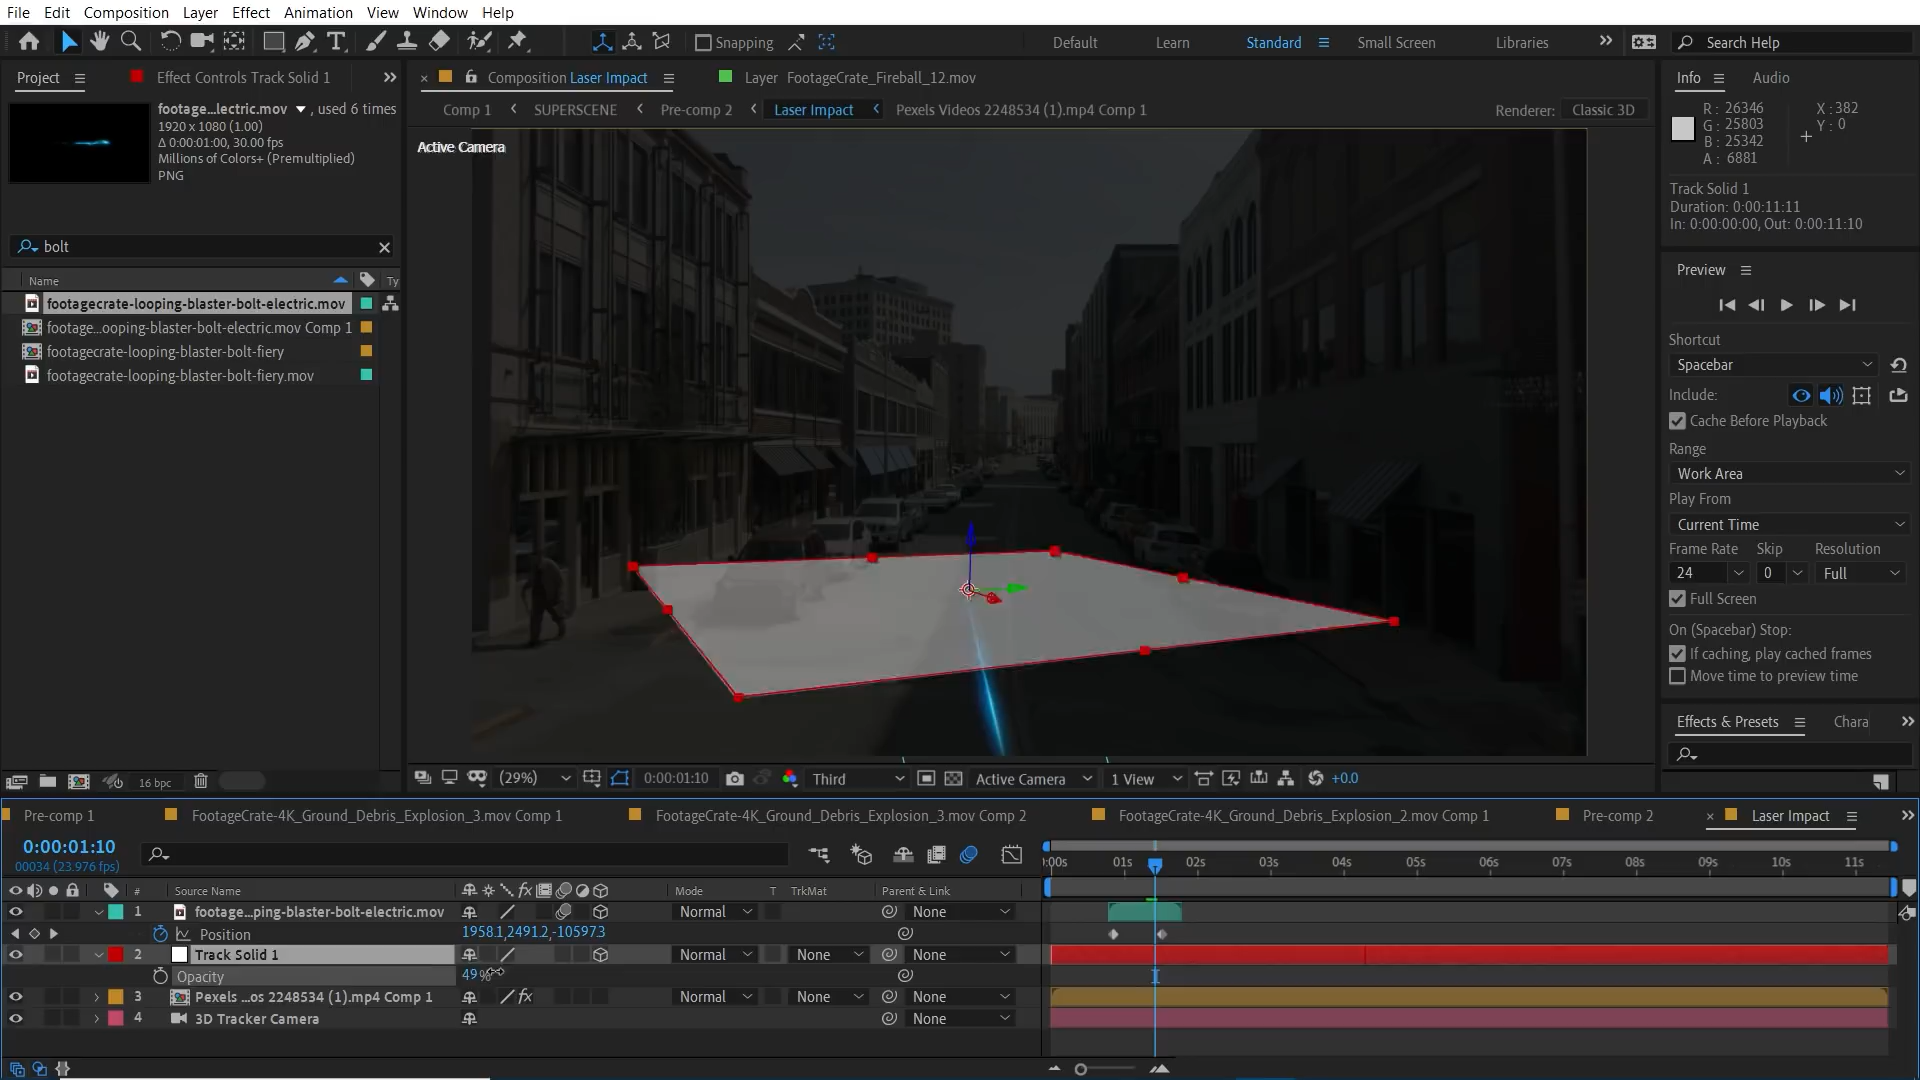 File Edit Composition Layer Effect Animation View Window Help
Snapping
Default Learn Standard Small Screen Libraries
Search Help
Project Effect Controls Track Solid 1
Composition Laser Impact Layer FootageCrate_Fireball_12.mov
Info Audio
footage...lectric.mov , used 6 times
1920 x 1080 (1.00)
Δ 0:00:01:00, 30.00 fps
Millions of Colors+ (Premultiplied)
PNG
Comp 1 SUPERSCENE Pre-comp 2 Laser Impact Pexels Videos 2248534 (1).mp4 Comp 1
Renderer: Classic 3D
Active Camera
R: 26346
G: 25803
B: 25342
A: 6881
X: 382
Y: 0
Track Solid 1
Duration: 0:00:11:11
In: 0:00:00:00, Out: 0:00:11:10
bolt
Name Ty
footagecrate-looping-blaster-bolt-electric.mov
footage...ooping-blaster-bolt-electric.mov Comp 1
footagecrate-looping-blaster-bolt-fiery
footagecrate-looping-blaster-bolt-fiery.mov
Preview
Shortcut
Spacebar
Include:
Cache Before Playback
Range
Work Area
Play From
Current Time
Frame Rate Skip Resolution
24 0 Full
Full Screen
On (Spacebar) Stop:
If caching, play cached frames
Move time to preview time
Effects & Presets Chara
16 bpc
(29%) 0:00:01:10 Third Active Camera 1 View +0.0
Pre-comp 1 FootageCrate-4K_Ground_Debris_Explosion_3.mov Comp 1 FootageCrate-4K_Ground_Debris_Explosion_3.mov Comp 2 FootageCrate-4K_Ground_Debris_Explosion_2.mov Comp 1 Pre-comp 2 Laser Impact
0:00:01:10
00034 (23.976 fps)
):00s 01s 02s 03s 04s 05s 06s 07s 08s 09s 10s 11s
# Source Name Mode T TrkMat Parent & Link
1 footage...ping-blaster-bolt-electric.mov Normal None
Position 1958.1,2491.2,-10597.3
2 Track Solid 1 Normal None None
Opacity 49%
3 Pexels ...os 2248534 (1).mp4 Comp 1 Normal None None
4 3D Tracker Camera None